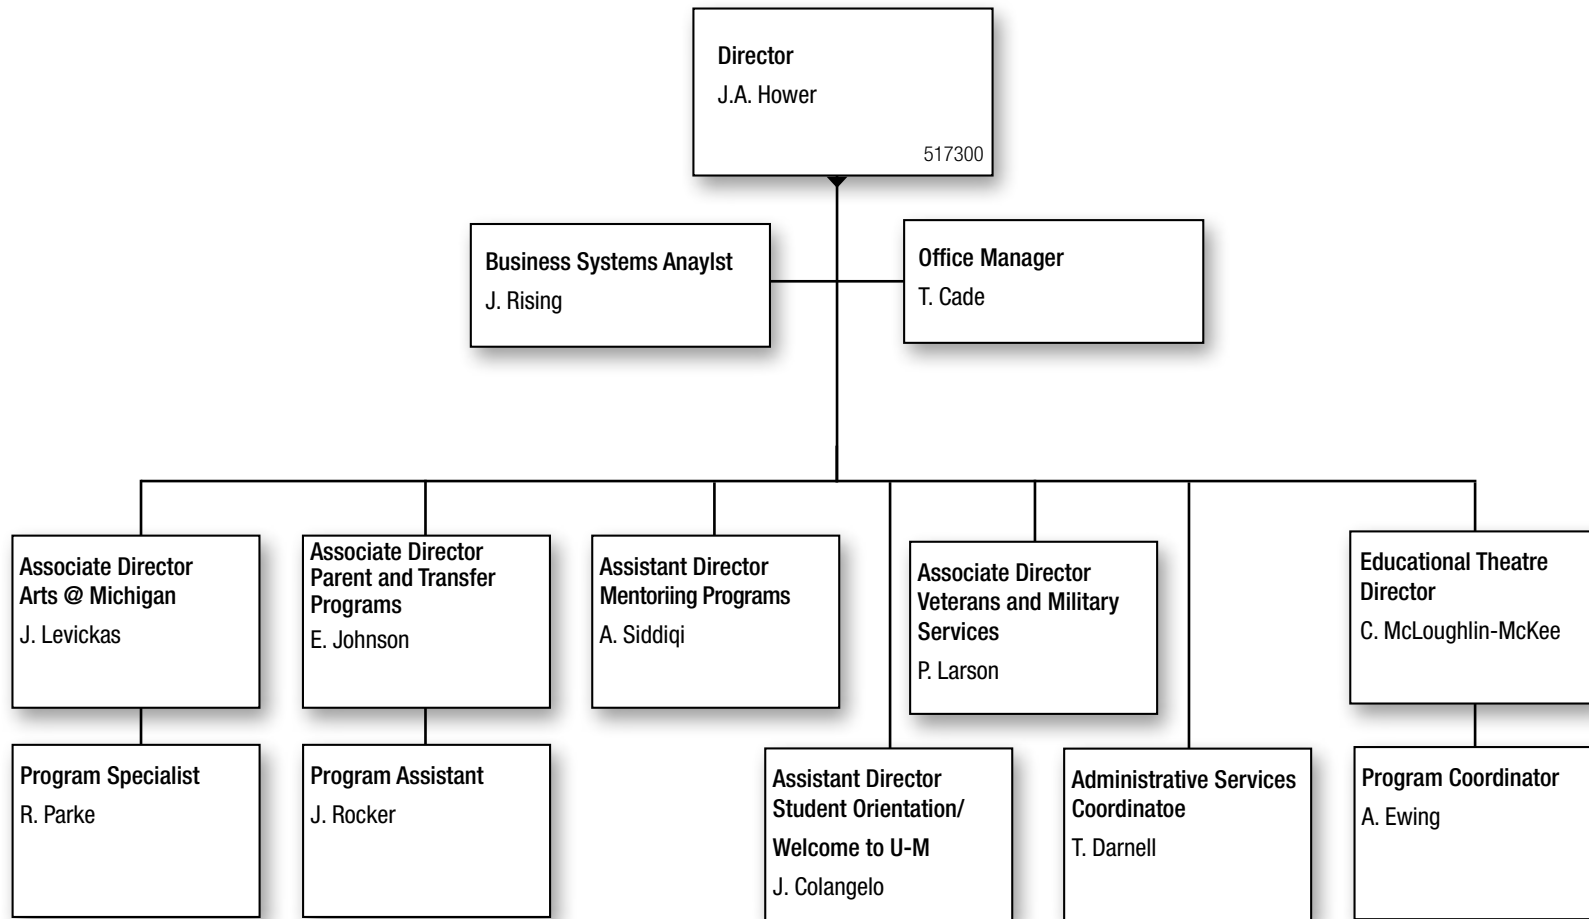 Director
J.A. Hower
517300
Business Systems Anaylst
J. Rising
Office Manager
T. Cade
Associate Director
Arts @ Michigan
J. Levickas
Associate Director
Parent and Transfer
Programs
E. Johnson
Assistant Director
Mentoriing Programs
A. Siddiqi
Associate Director
Veterans and Military
Services
P. Larson
Educational Theatre
Director
C. McLoughlin-McKee
Program Specialist
R. Parke
Program Assistant
J. Rocker
Assistant Director
Student Orientation/
Welcome to U-M
J. Colangelo
Administrative Services
Coordinatoe
T. Darnell
Program Coordinator
A. Ewing